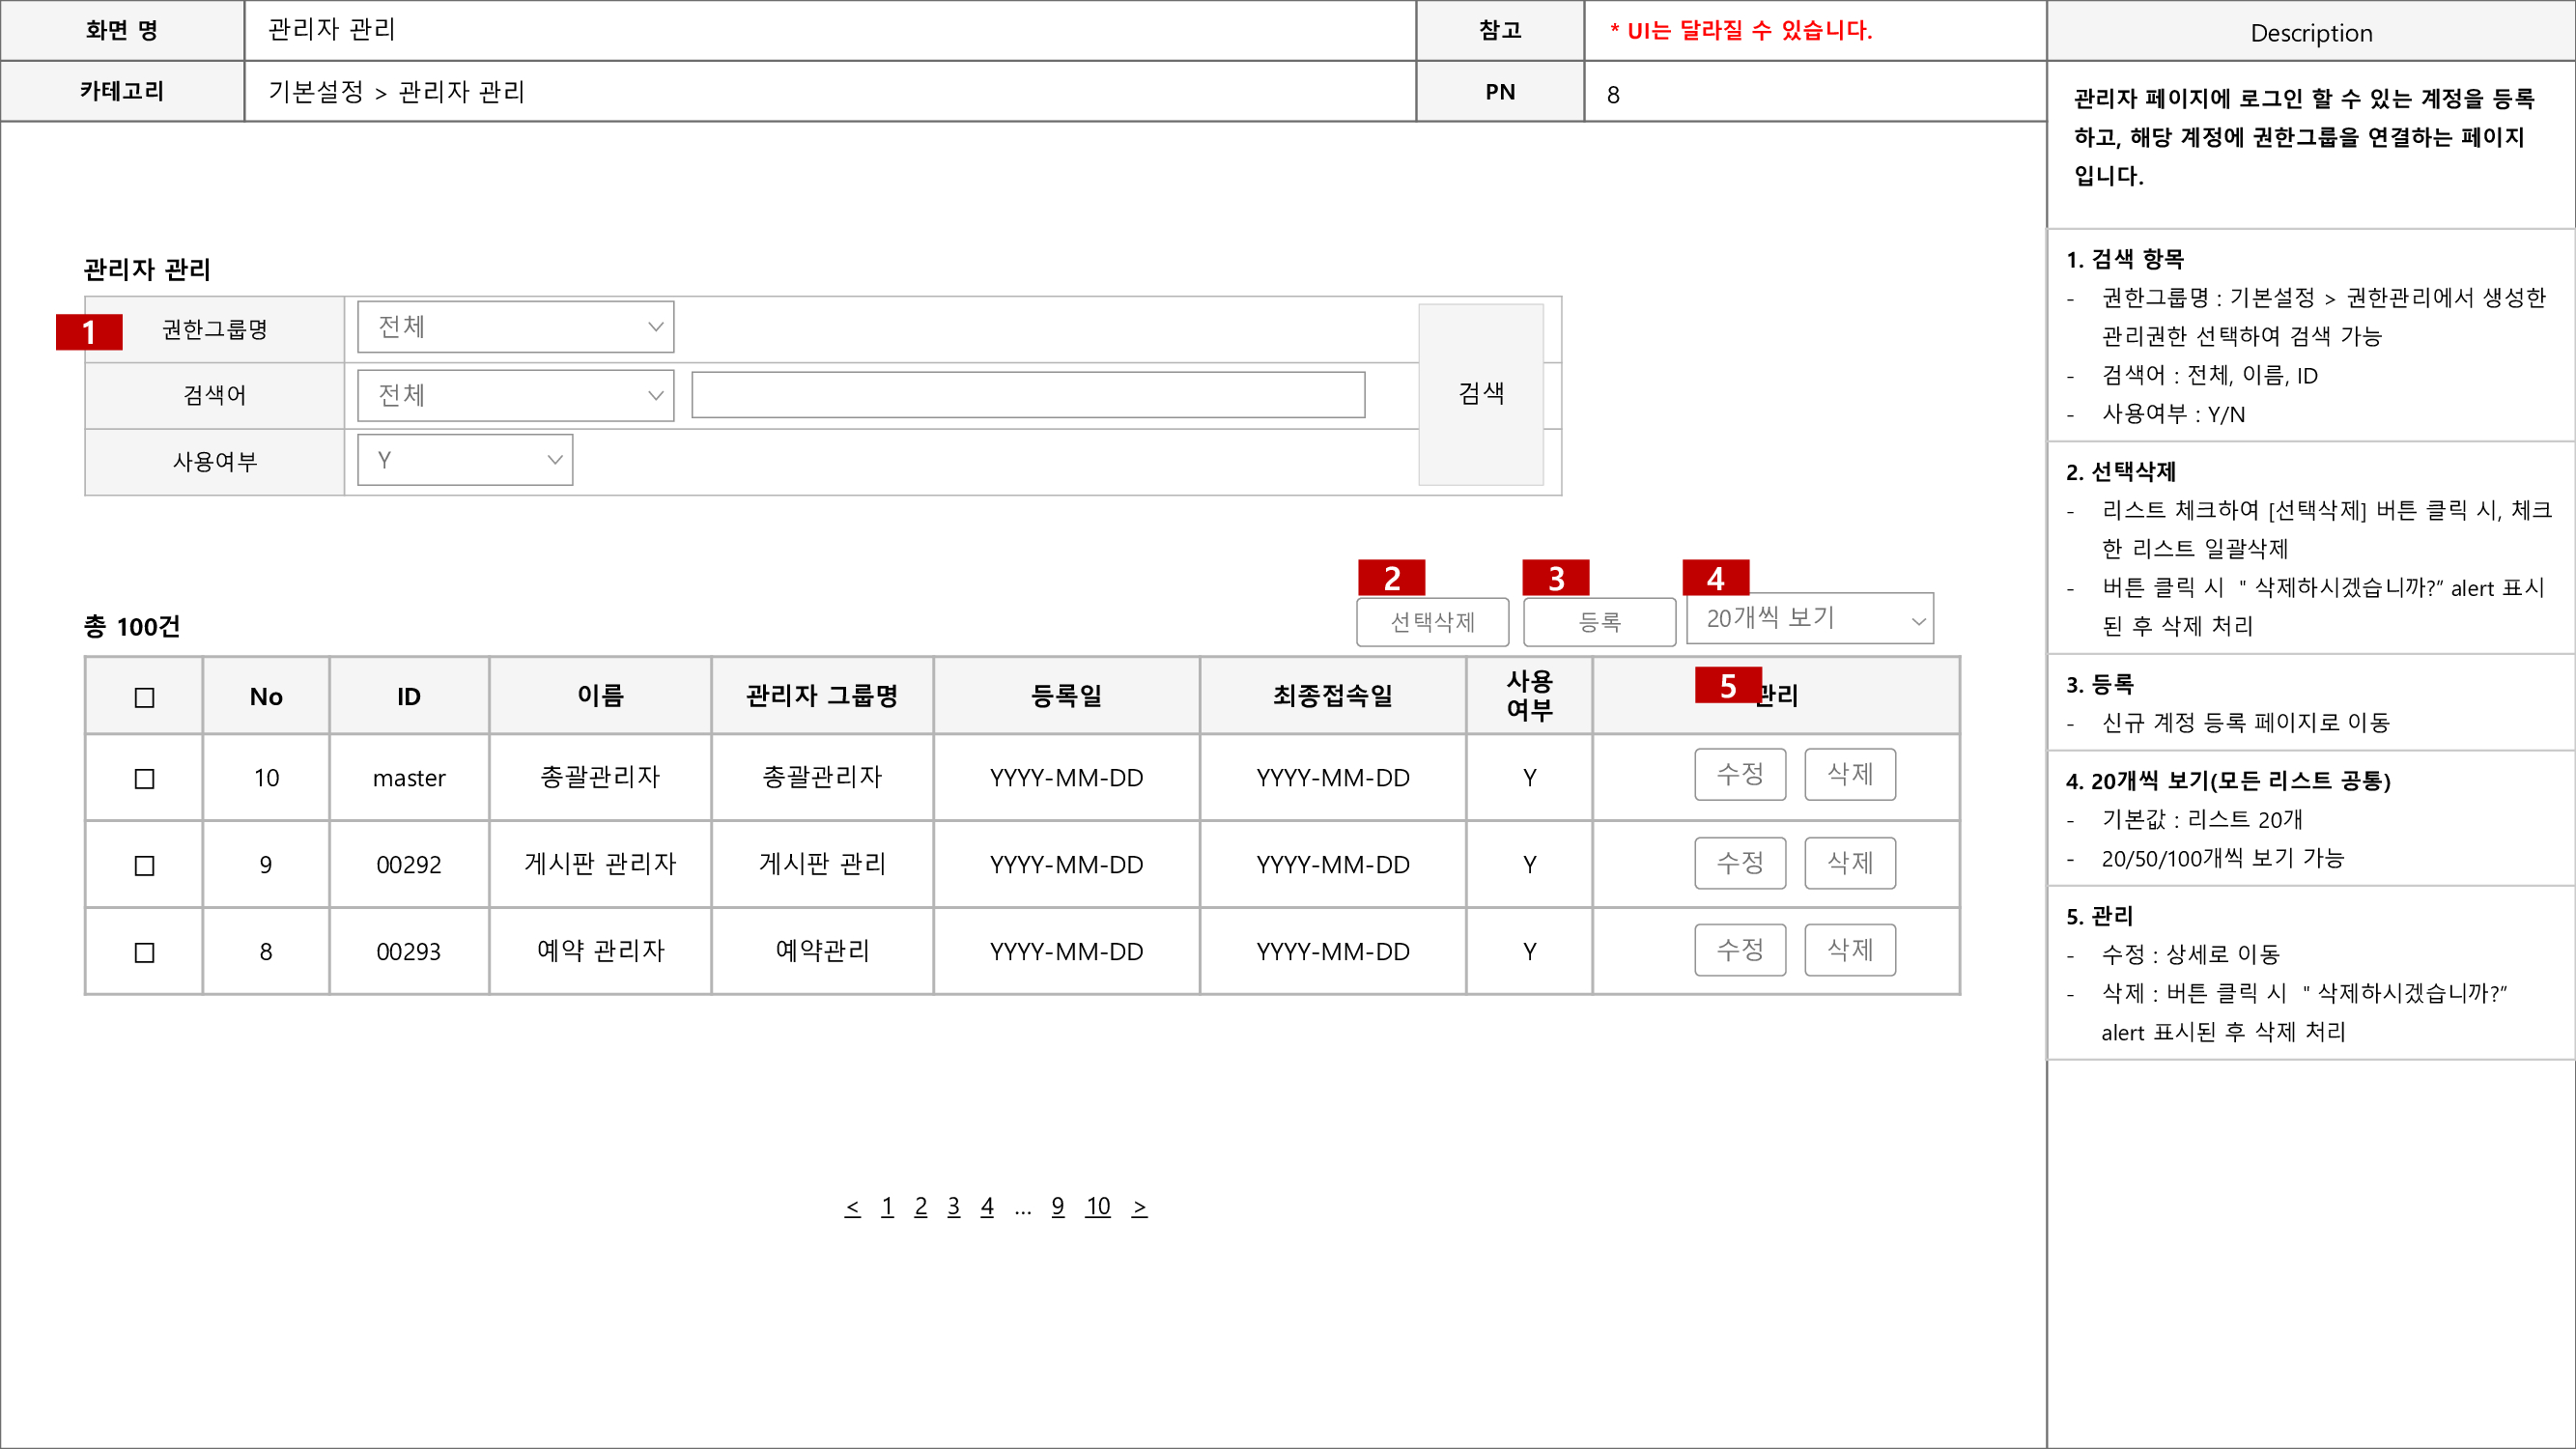 화면 명
관리자 관리
참고
* UI는 달라질 수 있습니다.
Description
카테고리
기본설정 > 관리자 관리
PN
8
관리자 페이지에 로그인 할 수 있는 계정을 등록
하고, 해당 계정에 권한그룹을 연결하는 페이지
입니다.
관리자 관리
1
권한그룹명
전체
검색어
전체
검색
사용여부
Y
2
3
4
총 100건
선택삭제
등록
20개씩 보기
No
ID
이름
관리자 그룹명
등록일
최종접속일
사용
여부
5
관리
10 master 총괄관리자 총괄관리자 YYYY-MM-DD YYYY-MM-DD Y 수정 삭제
9 00292 게시판 관리자 게시판 관리 YYYY-MM-DD YYYY-MM-DD Y 수정 삭제
8 00293 예약 관리자 예약관리 YYYY-MM-DD YYYY-MM-DD Y 수정 삭제
< 1 2 3 4 ... 9 10 >
1. 검색 항목
- 권한그룹명 : 기본설정 > 권한관리에서 생성한
관리권한 선택하여 검색 가능
- 검색어 : 전체, 이름, ID
- 사용여부 : Y/N
2. 선택삭제
- 리스트 체크하여 [선택삭제] 버튼 클릭 시, 체크
한 리스트 일괄삭제
- 버튼 클릭 시 " 삭제하시겠습니까?” alert 표시
된 후 삭제 처리
3. 등록
- 신규 계정 등록 페이지로 이동
4. 20개씩 보기(모든 리스트 공통)
- 기본값 : 리스트 20개
- 20/50/100개씩 보기 가능
5. 관리
- 수정 : 상세로 이동
- 삭제 : 버튼 클릭 시 " 삭제하시겠습니까?”
alert 표시된 후 삭제 처리